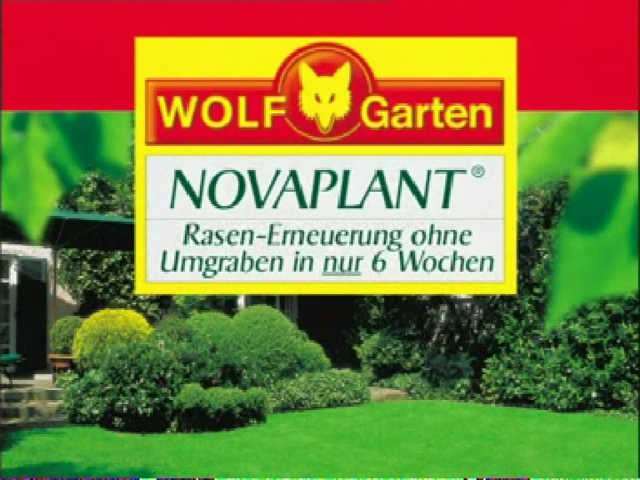 WOLF Garten
NOVAPLANT®
Rasen-Erneuerung ohne
Umgraben in nur 6 Wochen